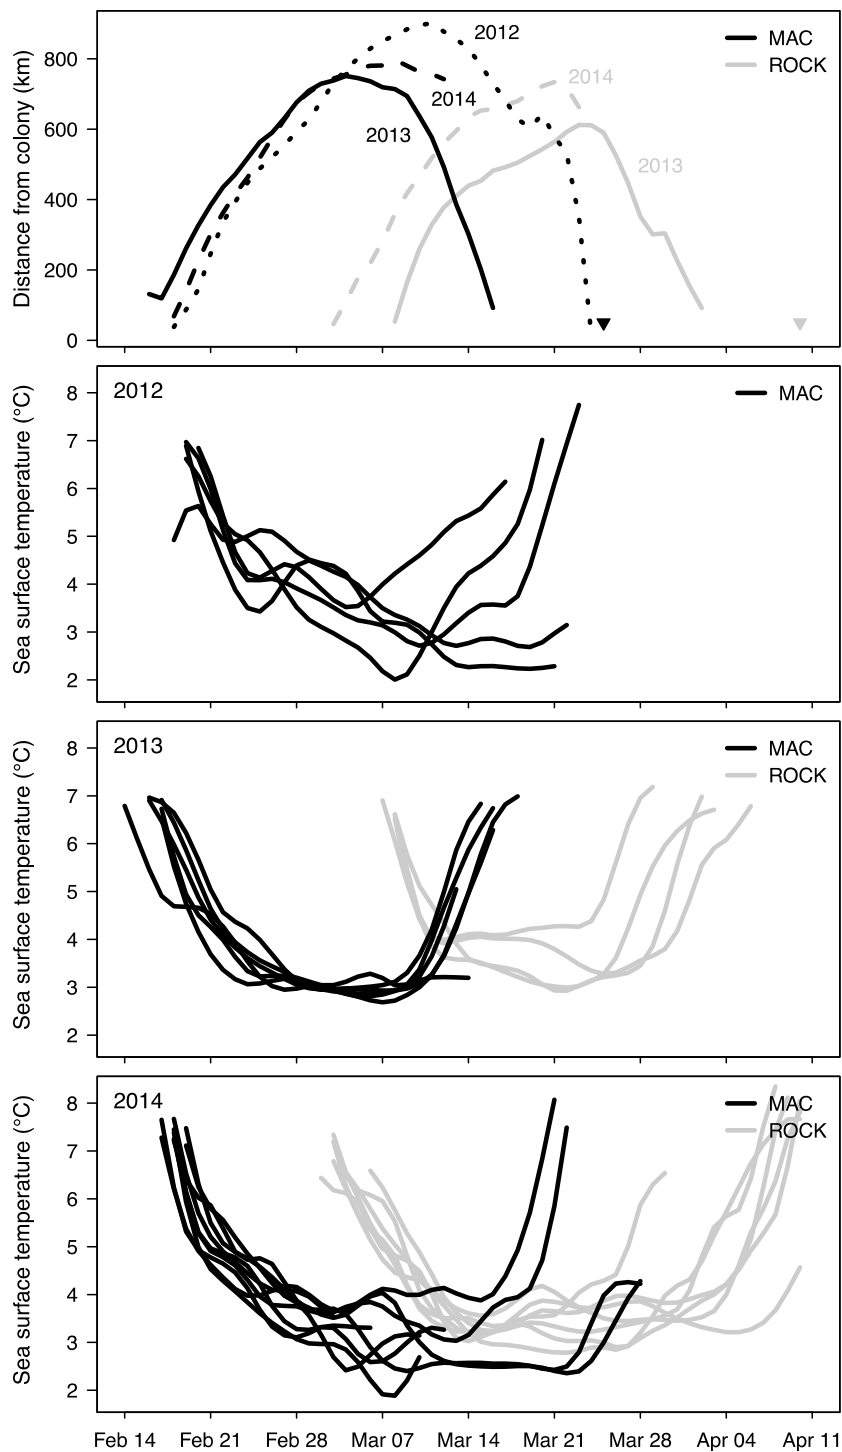 Distance from colony (km)
800
600
400
200
0
2012
2014
2013
2014
2013
MAC
ROCK
Sea surface temperature (°C)
8
7
6
5
4
3
2
2012
MAC
Sea surface temperature (°C)
8
7
6
5
4
3
2
2013
MAC
ROCK
Sea surface temperature (°C)
8
7
6
5
4
3
2
2014
MAC
ROCK
Feb 14 Feb 21 Feb 28 Mar 07 Mar 14 Mar 21 Mar 28 Apr 04 Apr 11